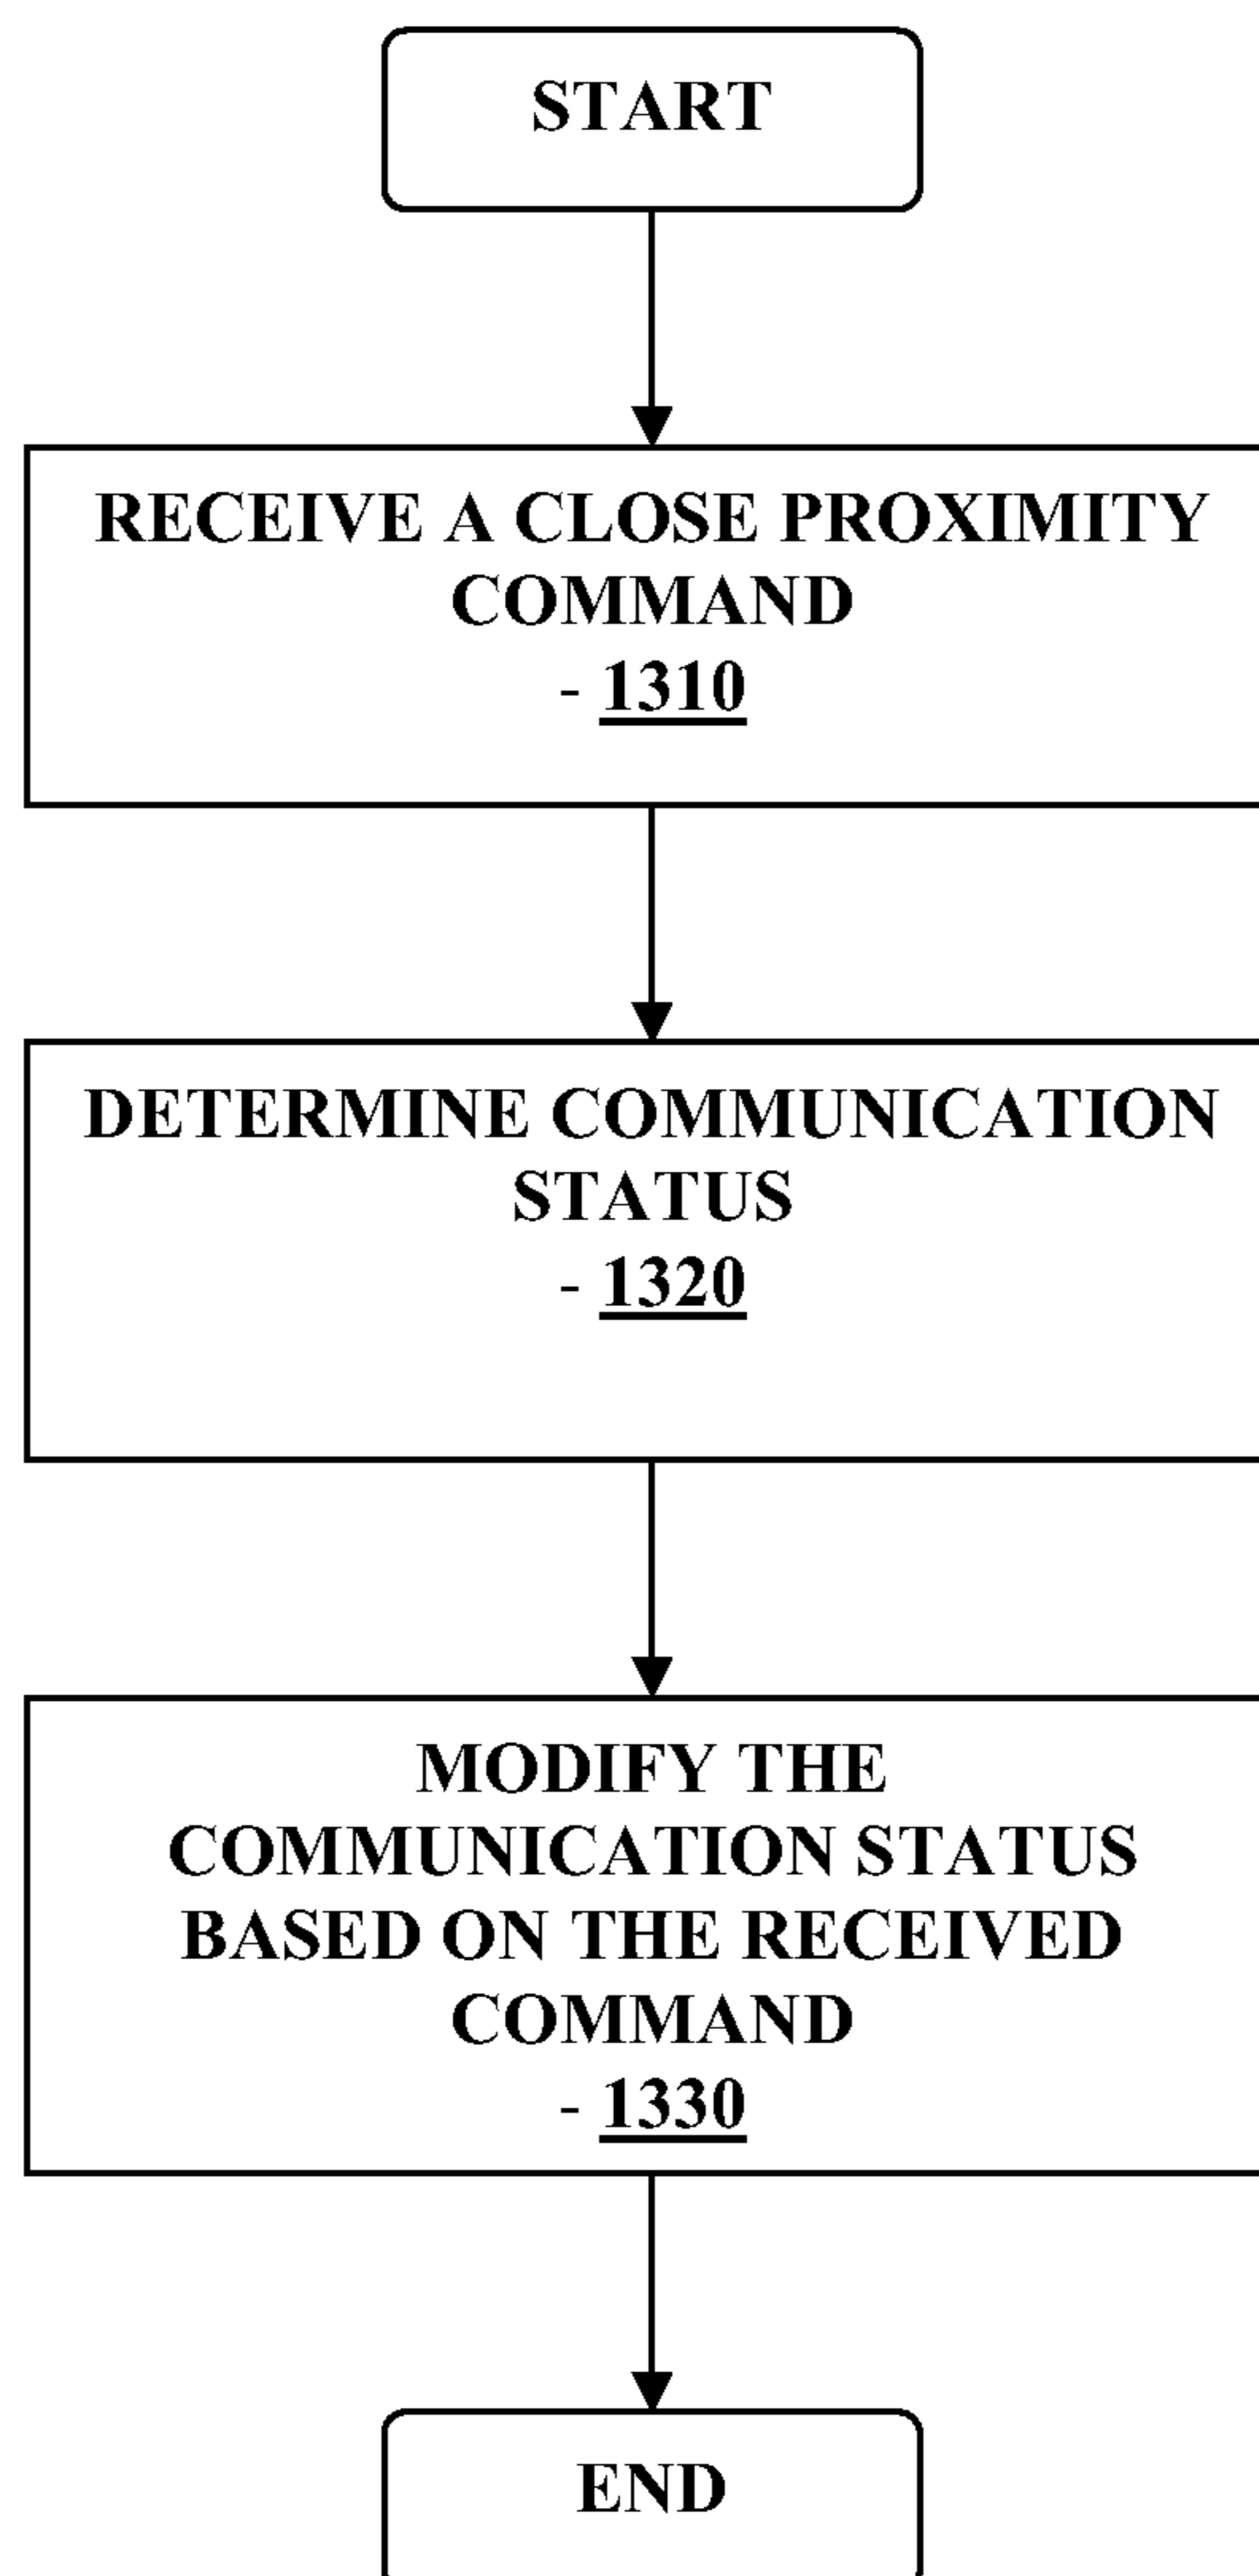 START
RECEIVE A CLOSE PROXIMITY
COMMAND
- 1310
DETERMINE COMMUNICATION
STATUS
- 1320
MODIFY THE
COMMUNICATION STATUS
BASED ON THE RECEIVED
COMMAND
- 1330
END